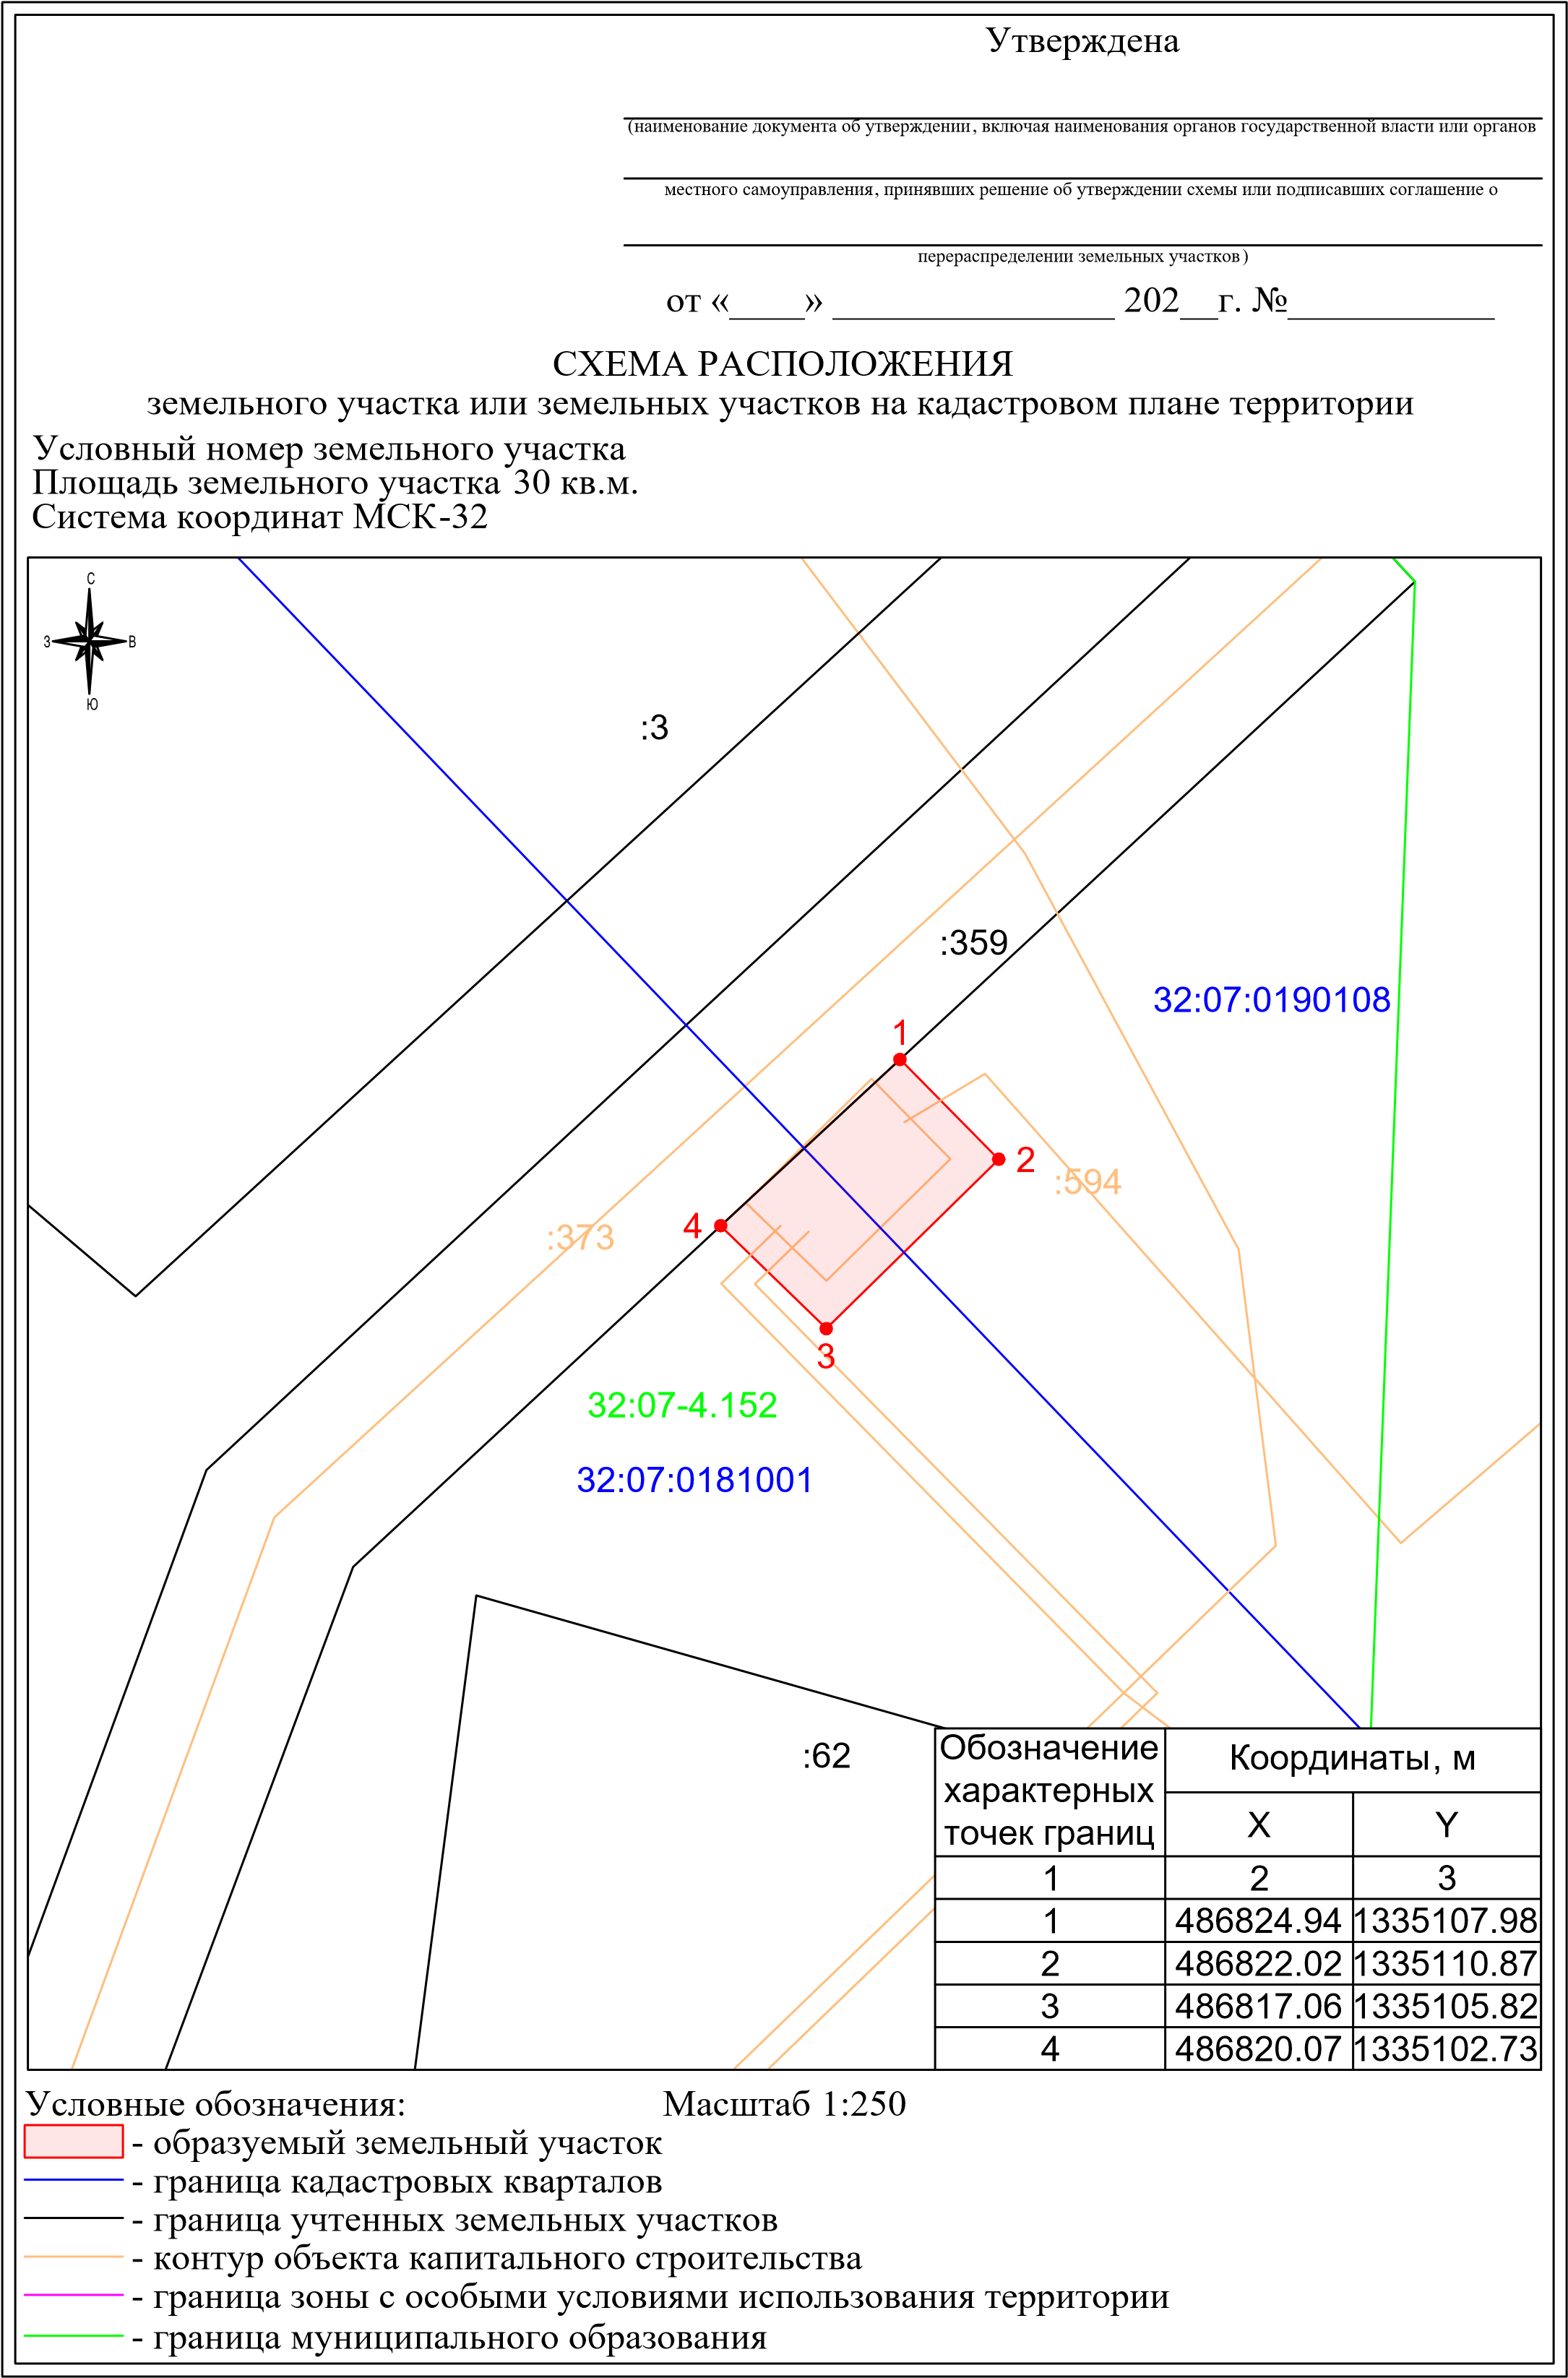 Утверждена
(наименование документа об утверждении, включая наименования органов государственной власти или органов
местного самоуправления, принявших решение об утверждении схемы или подписавших соглашение о
перераспределении земельных участков)
от «____» _______________ 202__г. №___________
СХЕМА РАСПОЛОЖЕНИЯ
земельного участка или земельных участков на кадастровом плане территории
Условный номер земельного участка
Площадь земельного участка 30 кв.м.
Система координат МСК-32
С
З В
Ю
:3
:359
32:07:0190108
1
2
:594
4
:373
3
32:07-4.152
32:07:0181001
:62
Обозначение характерных точек границ Координаты, м
X Y
1 2 3
1 486824.94 1335107.98
2 486822.02 1335110.87
3 486817.06 1335105.82
4 486820.07 1335102.73
Условные обозначения: Масштаб 1:250
- образуемый земельный участок
- граница кадастровых кварталов
- граница учтенных земельных участков
- контур объекта капитального строительства
- граница зоны с особыми условиями использования территории
- граница муниципального образования